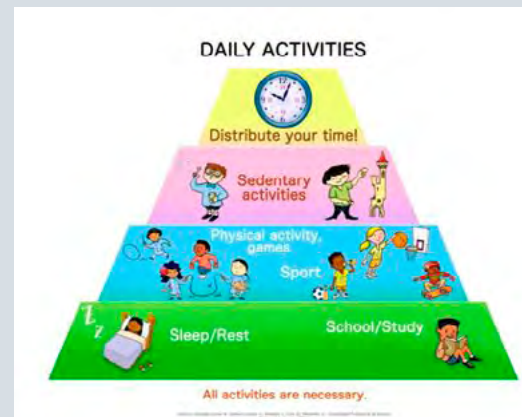 DAILY ACTIVITIES
Distribute your time!
Sedentary
activities
Physical activity,
games
Sport
Z
Z
Sleep/Rest
School/Study
All activities are necessary.